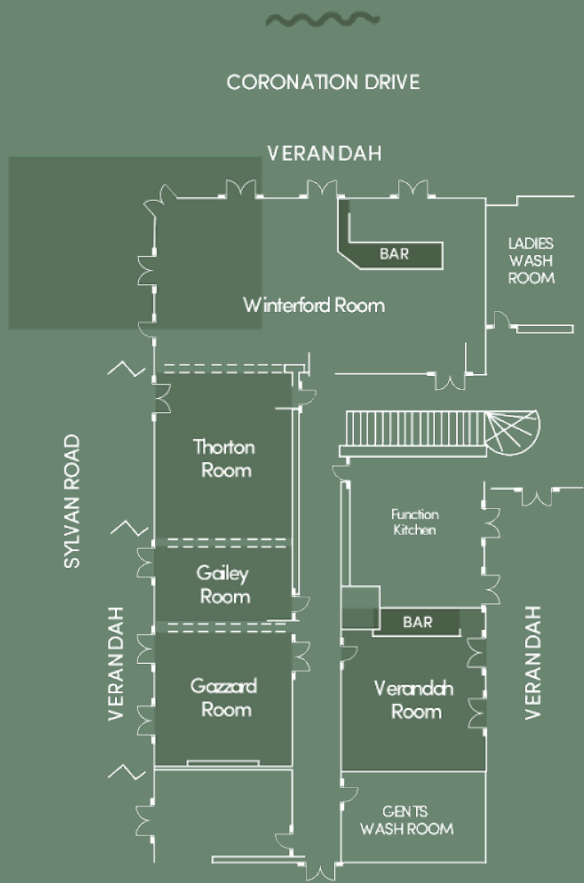 CORONATION DRIVE
VERANDAH
BAR
LADIES
WASH
ROOM
Winterford Room
Thorton
Room
SYLVAN ROAD
Function
Kitchen
Gailey
Room
VERANDAH
BAR
VERANDAH
Gazzard
Room
Verandah
Room
GENTS
WASH ROOM